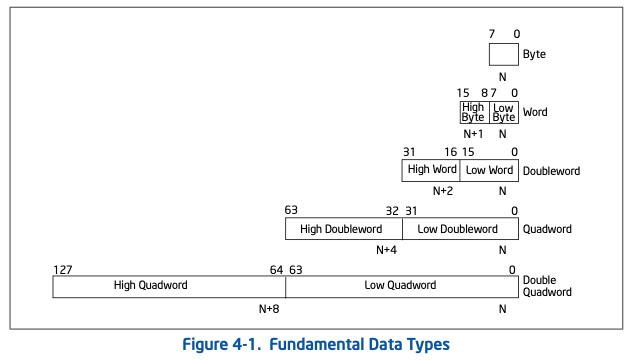 7 0
Byte
N
15 8 7 0
High Byte
Low Byte
Word
N+1 N
31 16 15 0
High Word Low Word Doubleword
N+2 N
63 32 31 0
High Doubleword Low Doubleword Quadword
N+4 N
127 64 63 0
High Quadword Low Quadword
Double
Quadword
N+8 N
Figure 4-1. Fundamental Data Types